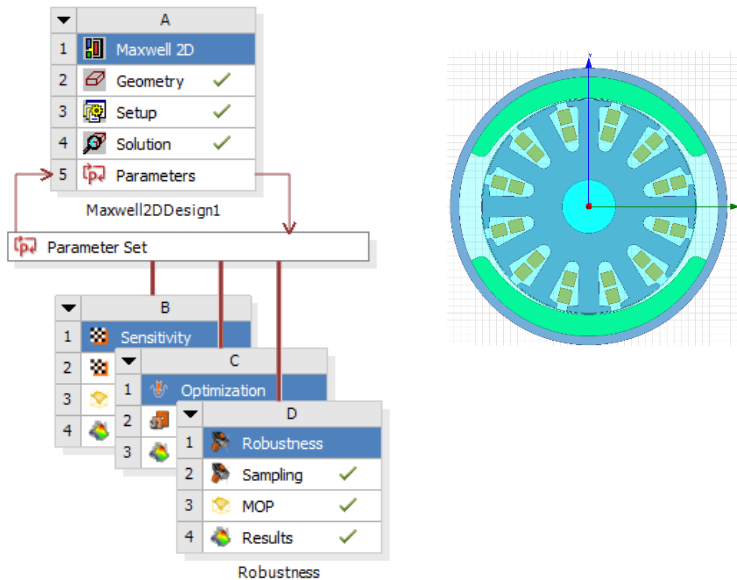 A
1 Maxwell 2D
2 Geometry
3 Setup
4 Solution
5 Parameters
Maxwell2DDesign1
Parameter Set
B
1 Sensitivity
2
3
4
C
1 Optimization
2
3
D
1 Robustness
2 Sampling
3 MOP
4 Results
Robustness